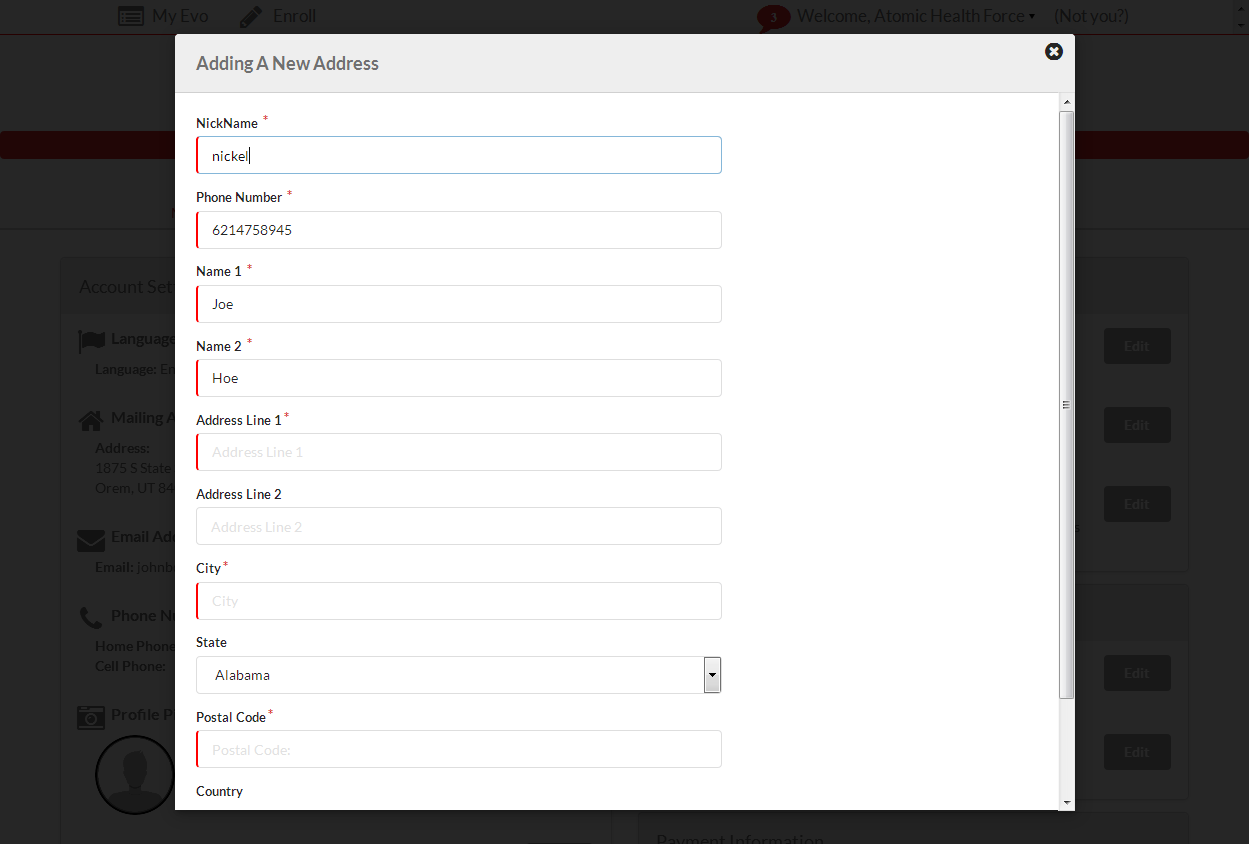 My Evo
Enroll
3
Welcome, Atomic Health Force
(Not you?)
Adding A New Address
NickName *
nickel
Phone Number *
6214758945
Name 1 *
Joe
Name 2 *
Hoe
Address Line 1 *
Address Line 1
Address Line 2
Address Line 2
City *
City
State
Alabama
Postal Code *
Postal Code:
Country
Account Set
Language
Language: En
Mailing A
Address:
1875 S State
Orem, UT 84
Email Add
Email: johnb
Phone Nu
Home Phone
Cell Phone:
Profile Pi
Edit
Edit
Edit
s
Edit
Edit
Payment Information